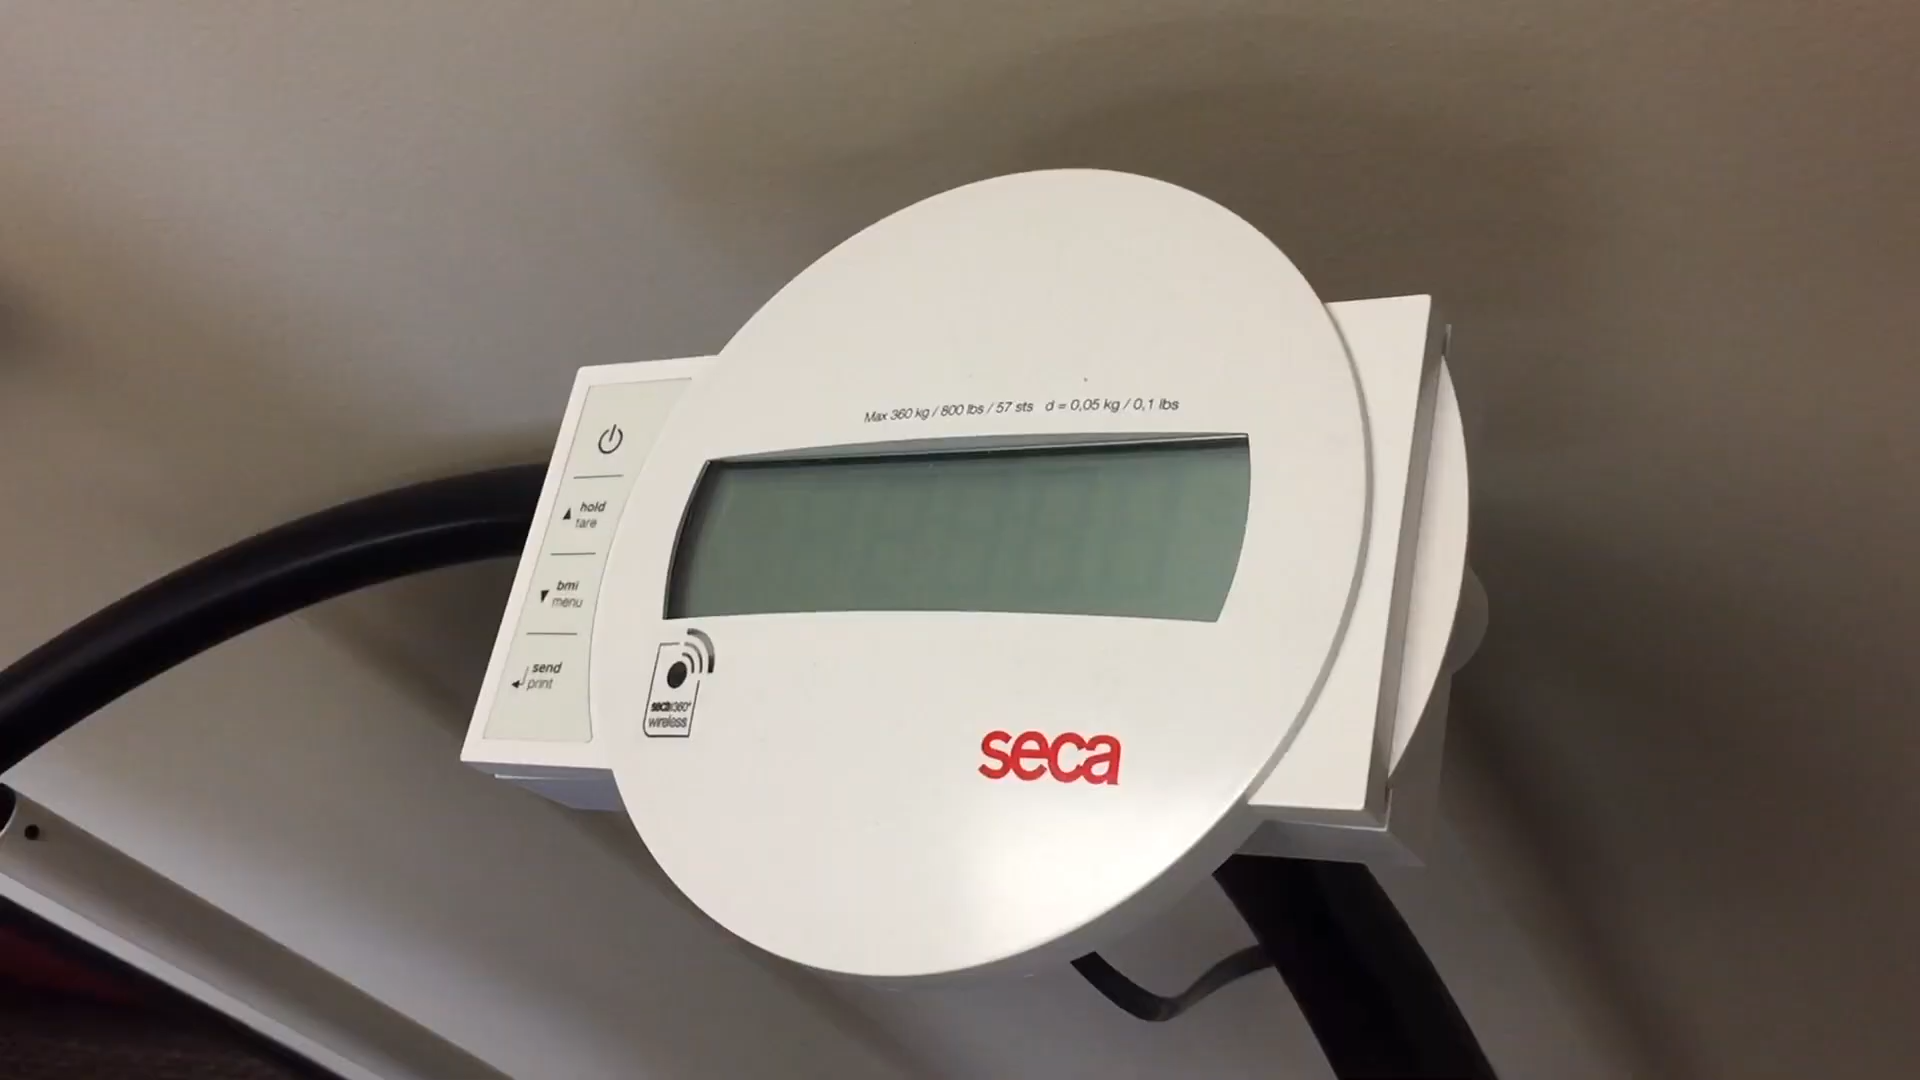 Max 360 kg / 800 lbs / 57 sts d = 0,05 kg / 0,1 lbs
hold
tare
bmi
menu
send
print
seca 360°
wireless
seca